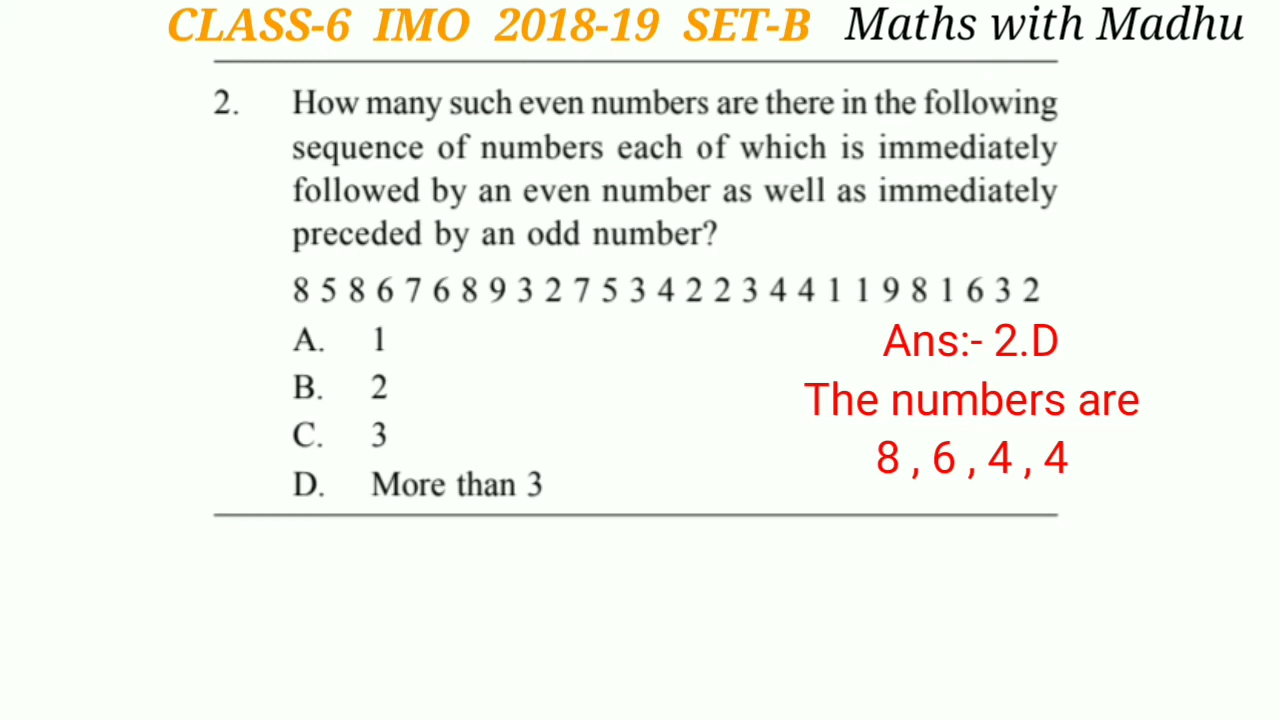 CLASS-6 IMO 2018-19 SET-B Maths with Madhu
2. How many such even numbers are there in the following
sequence of numbers each of which is immediately
followed by an even number as well as immediately
preceded by an odd number?
8 5 8 6 7 6 8 9 3 2 7 5 3 4 2 2 3 4 4 1 1 9 8 1 6 3 2
A. 1
B. 2
C. 3
D. More than 3
Ans:- 2.D
The numbers are
8 , 6 , 4 , 4